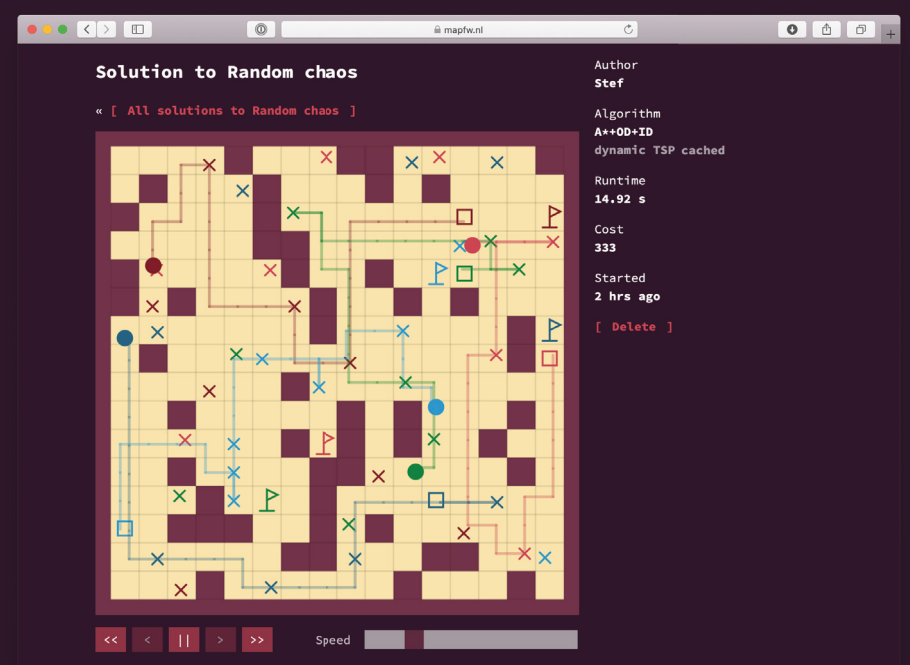 mapfw.nl
Solution to Random chaos
« [ All solutions to Random chaos ]
Author
Stef
Algorithm
A*+OD+ID
dynamic TSP cached
Runtime
14.92 s
Cost
333
Started
2 hrs ago
[ Delete ]
<< < || > >> Speed